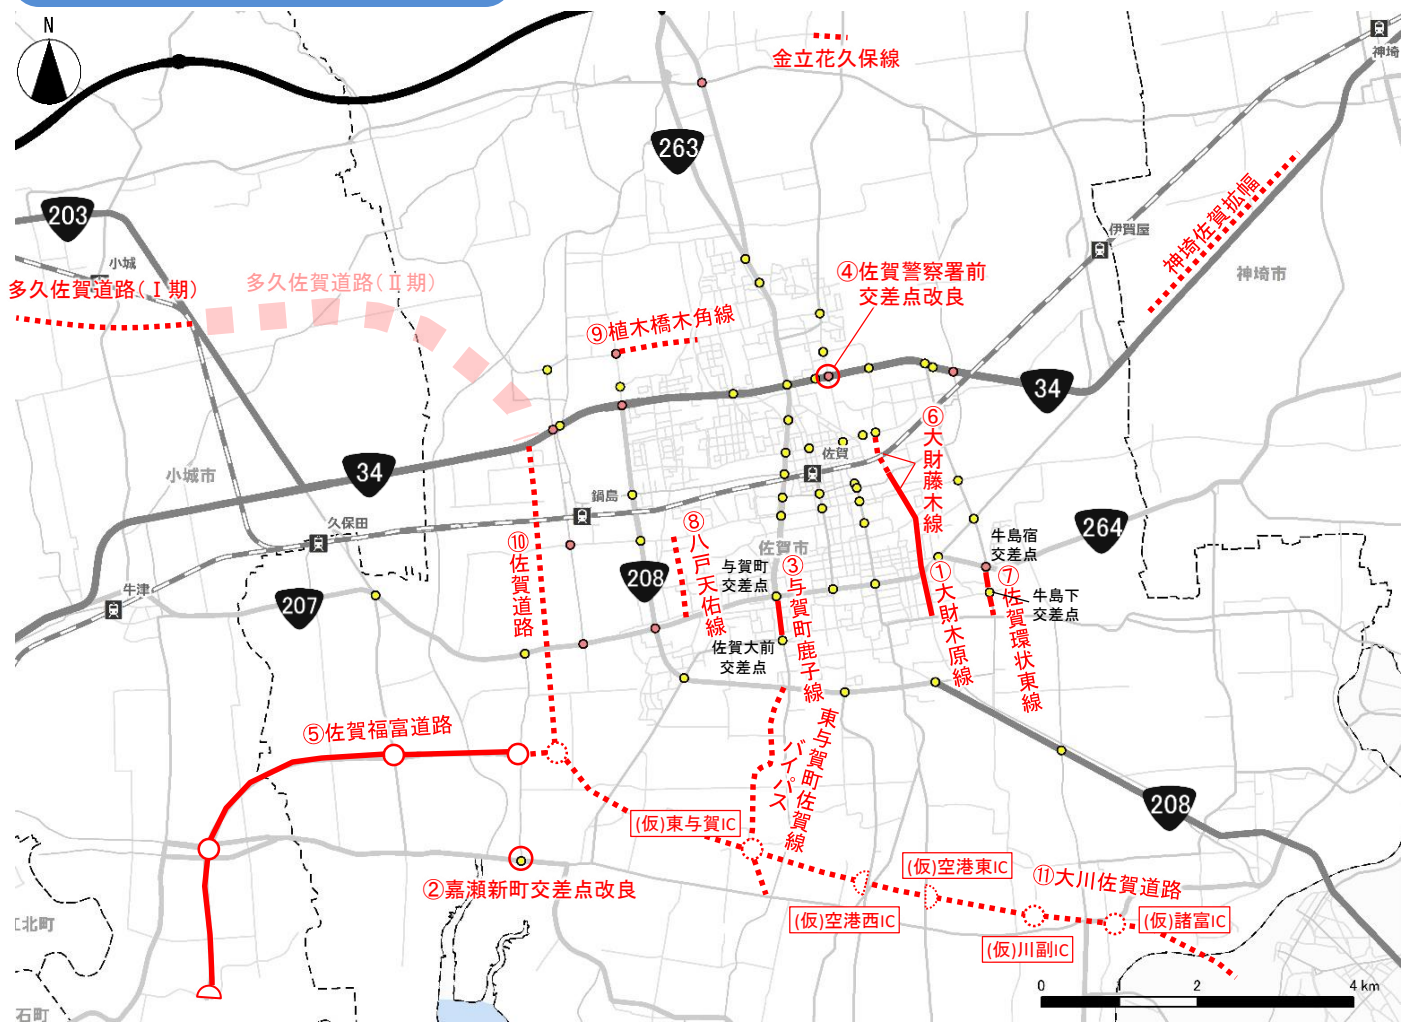 N
金立花久保線
神埼
263
203
小城
伊賀屋
神埼佐賀拡幅
神埼市
多久佐賀道路(Ⅰ期)
多久佐賀道路(Ⅱ期)
④佐賀警察署前
交差点改良
⑨植木橋木角線
34
⑥大財藤木線
34
小城市
佐賀
鍋島
久保田
264
牛島宿
交差点
佐賀市
与賀町
交差点
⑧八戸天佑線
⑩佐賀道路
208
207
牛津
③与賀町鹿子線
①大財木原線
⑦佐賀環状東線
牛島下
交差点
佐賀大前
交差点
⑤佐賀福富道路
東与賀町佐賀線
バイパス
208
(仮)東与賀IC
(仮)空港東IC
⑪大川佐賀道路
②嘉瀬新町交差点改良
(仮)空港西IC
(仮)諸富IC
(仮)川副IC
江北町
石町
0
2
4 km